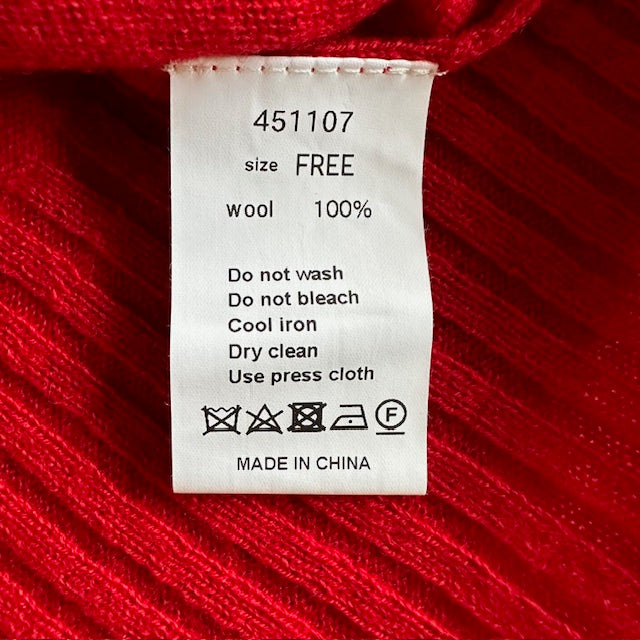 451107
size FREE
wool 100%
Do not wash
Do not bleach
Cool iron
Dry clean
Use press cloth
F
MADE IN CHINA